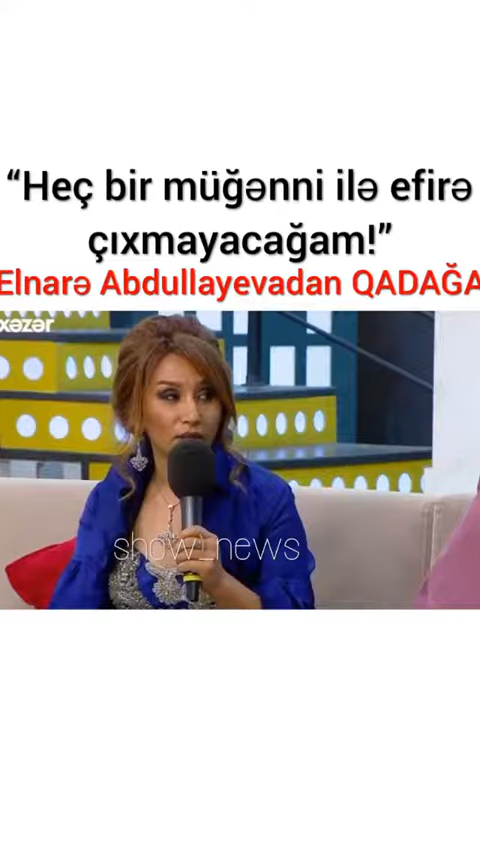 “Heç bir müğənni ilə efirə
çıxmayacağam!”
Elnarə Abdullayevadan QADAĞA
xəzər
show_news